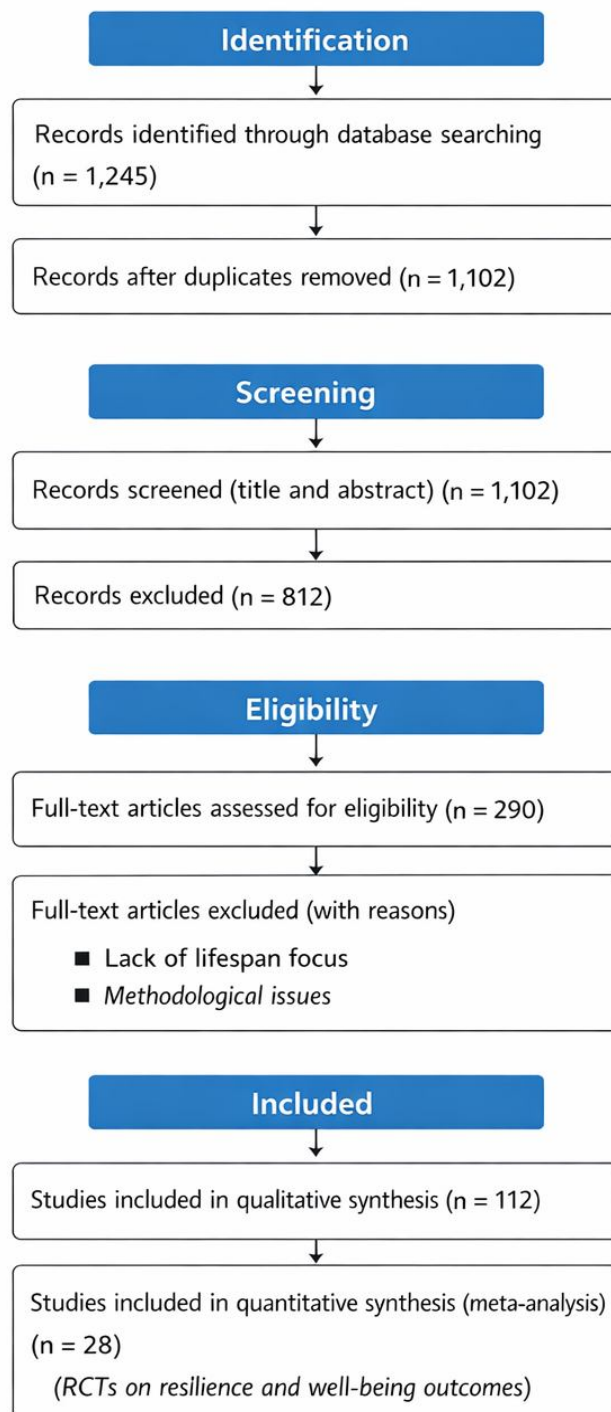 Identification
Records identified through database searching
(n = 1,245)
Records after duplicates removed (n = 1,102)
Screening
Records screened (title and abstract) (n = 1,102)
Records excluded (n = 812)
Eligibility
Full-text articles assessed for eligibility (n = 290)
Full-text articles excluded (with reasons)
■ Lack of lifespan focus
■ Methodological issues
Included
Studies included in qualitative synthesis (n = 112)
Studies included in quantitative synthesis (meta-analysis)
(n = 28)
(RCTs on resilience and well-being outcomes)